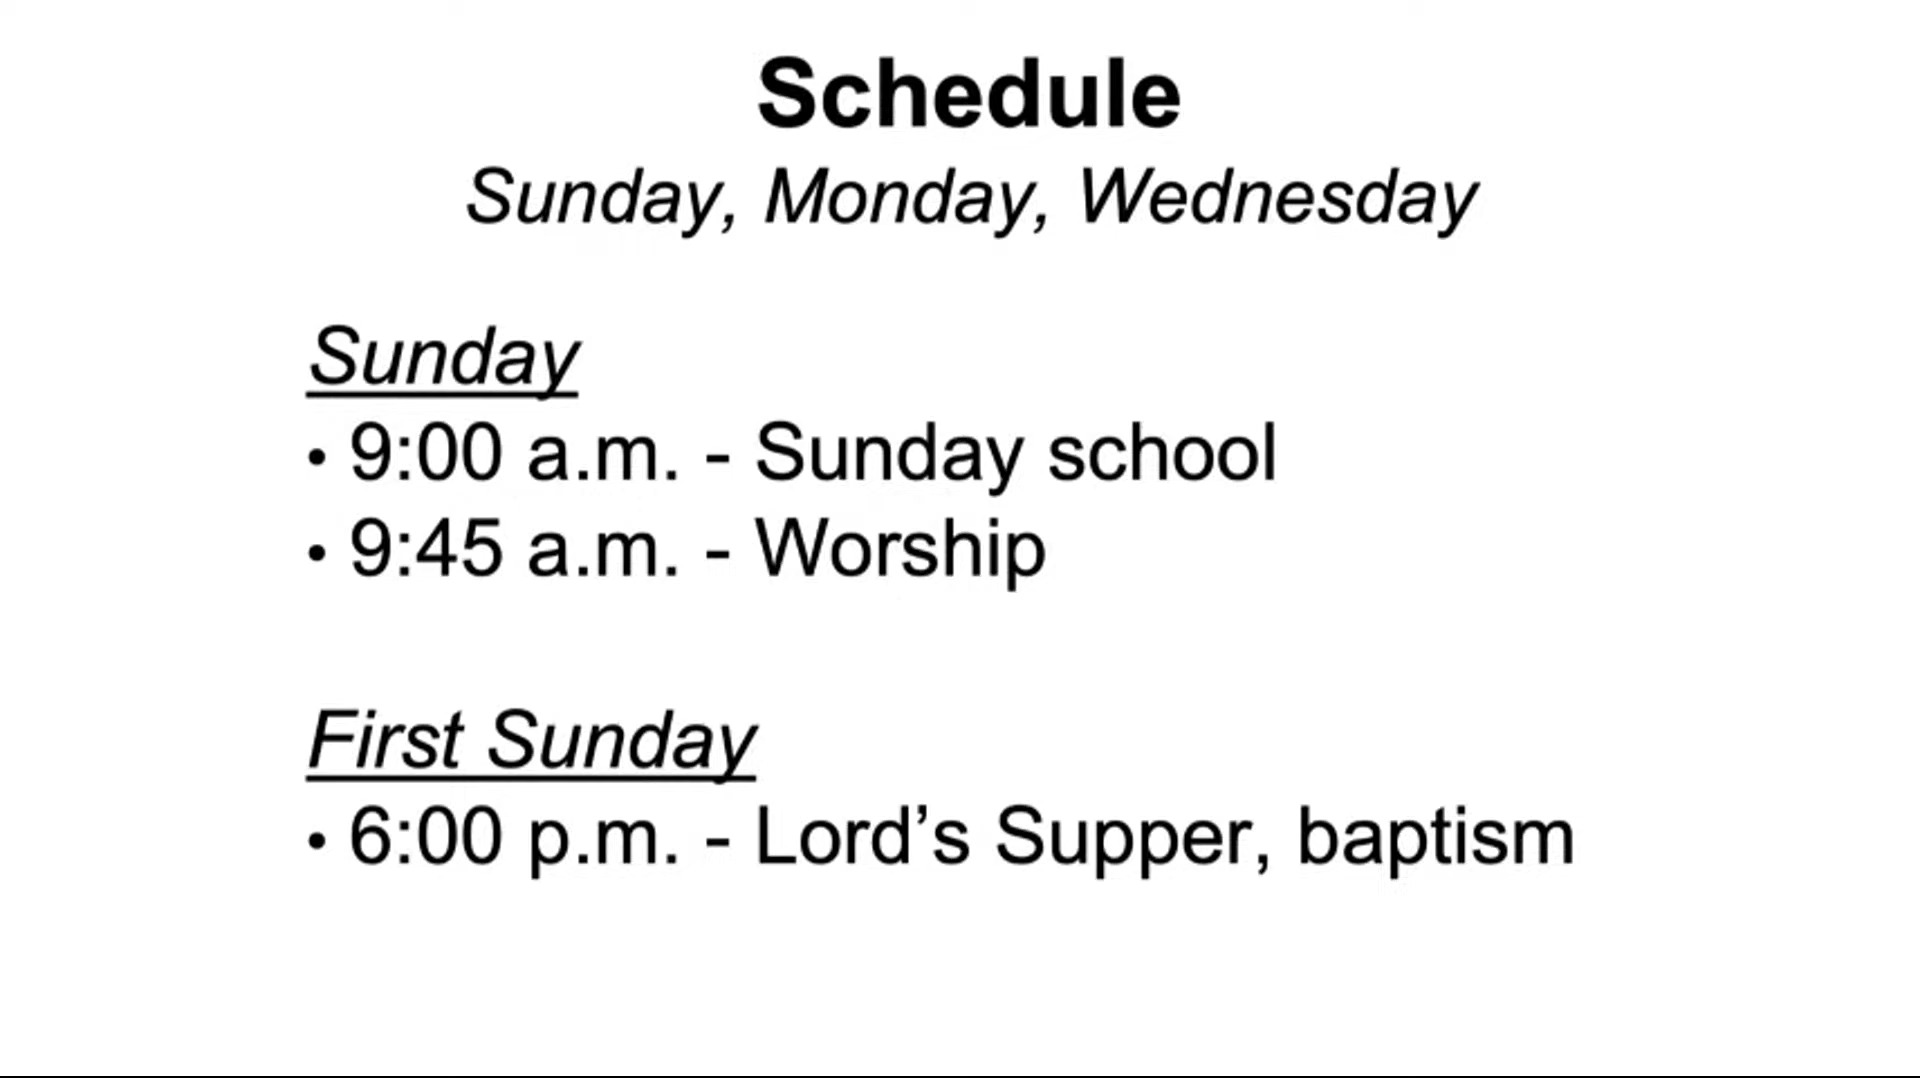 Schedule
Sunday, Monday, Wednesday
Sunday
• 9:00 a.m. - Sunday school
• 9:45 a.m. - Worship
First Sunday
• 6:00 p.m. - Lord’s Supper, baptism